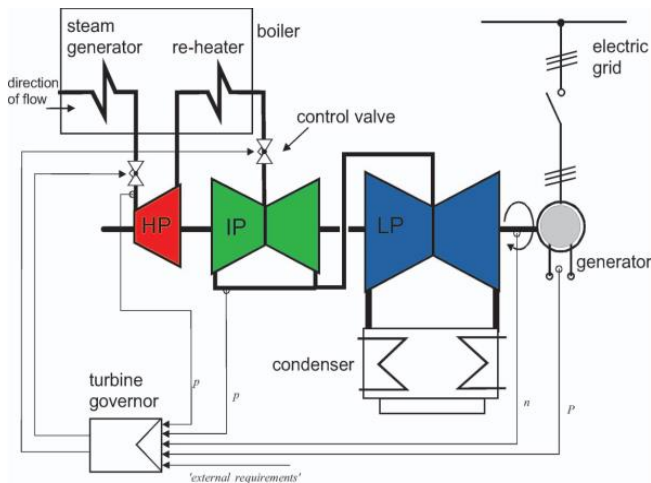 steam
generator
re-heater
boiler
electric
grid
direction
of flow
control valve
HP
IP
LP
generator
condenser
turbine
governor
p
p
n
P
'external requirements'